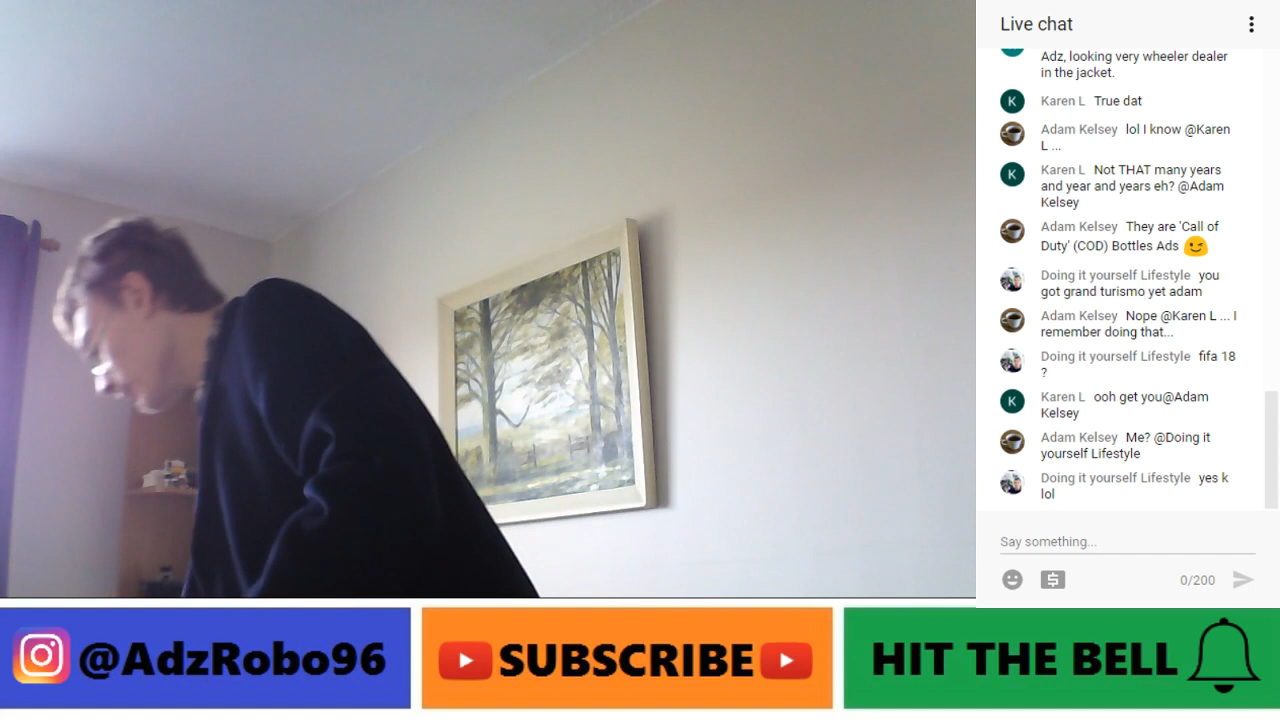 Live chat
Adz, looking very wheeler dealer
in the jacket.
K Karen L True dat
Adam Kelsey lol I know @Karen
L ...
K Karen L Not THAT many years
and year and years eh? @Adam
Kelsey
Adam Kelsey They are 'Call of
Duty' (COD) Bottles Ads
Doing it yourself Lifestyle you
got grand turismo yet adam
Adam Kelsey Nope @Karen L ... I
remember doing that...
Doing it yourself Lifestyle fifa 18
?
K Karen L ooh get you@Adam
Kelsey
Adam Kelsey Me? @Doing it
yourself Lifestyle
Doing it yourself Lifestyle yes k
lol
Say something...
0/200
@AdzRobo96
SUBSCRIBE
HIT THE BELL